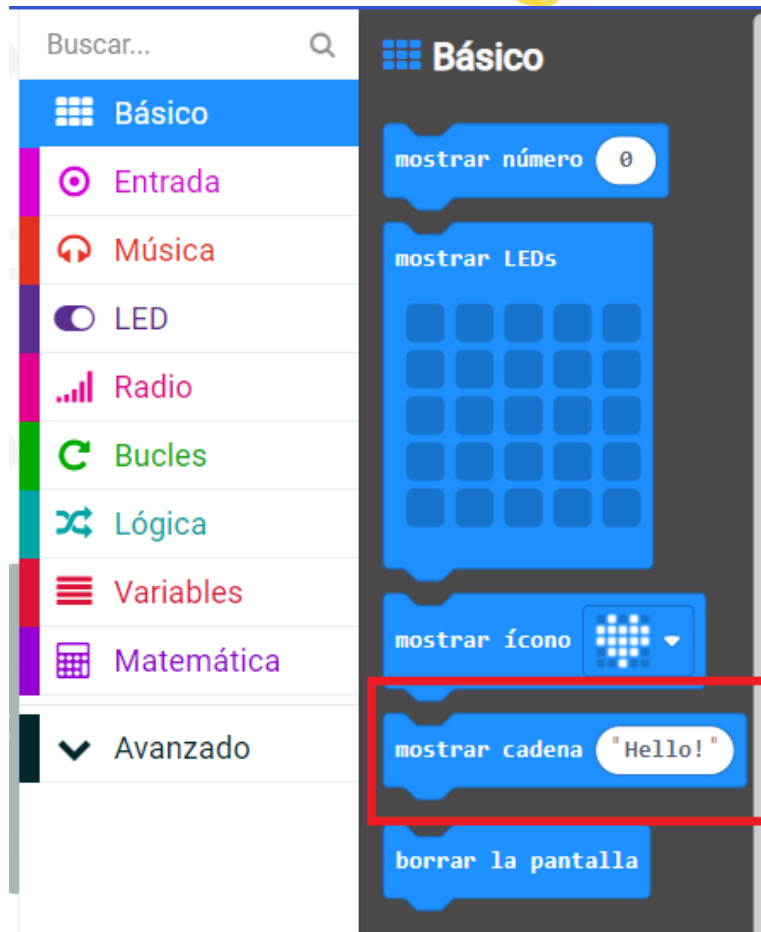 Buscar...
Básico
Entrada
Música
LED
Radio
Bucles
Lógica
Variables
Matemática
Avanzado
Básico
mostrar número 0
mostrar LEDs
mostrar ícono
mostrar cadena "Hello!"
borrar la pantalla